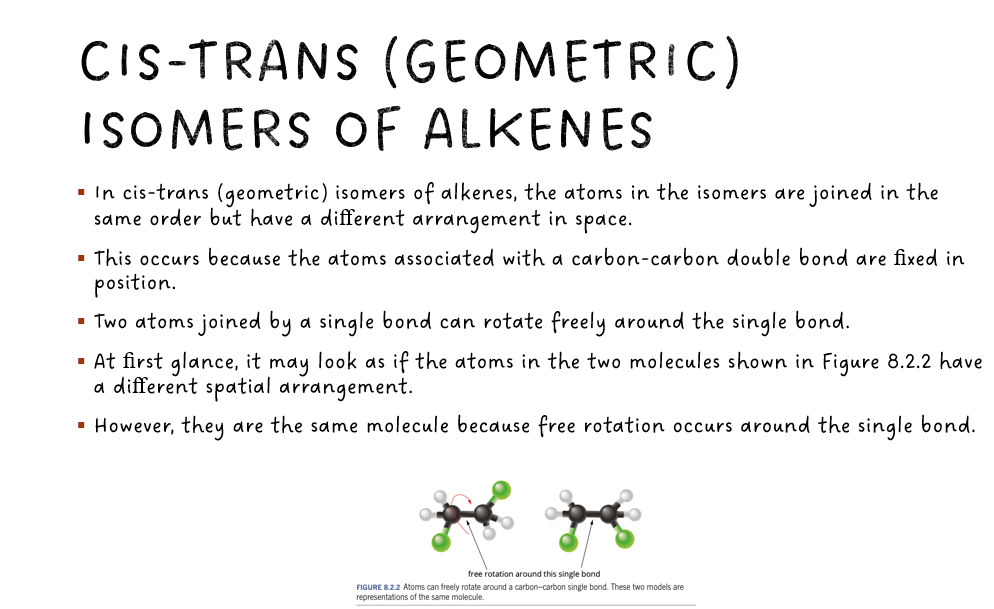 CIS-TRANS (GEOMETRIC)
ISOMERS OF ALKENES
In cis-trans (geometric) isomers of alkenes, the atoms in the isomers are joined in the
same order but have a different arrangement in space.
This occurs because the atoms associated with a carbon-carbon double bond are fixed in
position.
Two atoms joined by a single bond can rotate freely around the single bond.
At first glance, it may look as if the atoms in the two molecules shown in Figure 8.2.2 have
a different spatial arrangement.
However, they are the same molecule because free rotation occurs around the single bond.
free rotation around this single bond
FIGURE 8.2.2 Atoms can freely rotate around a carbon–carbon single bond. These two models are
representations of the same molecule.